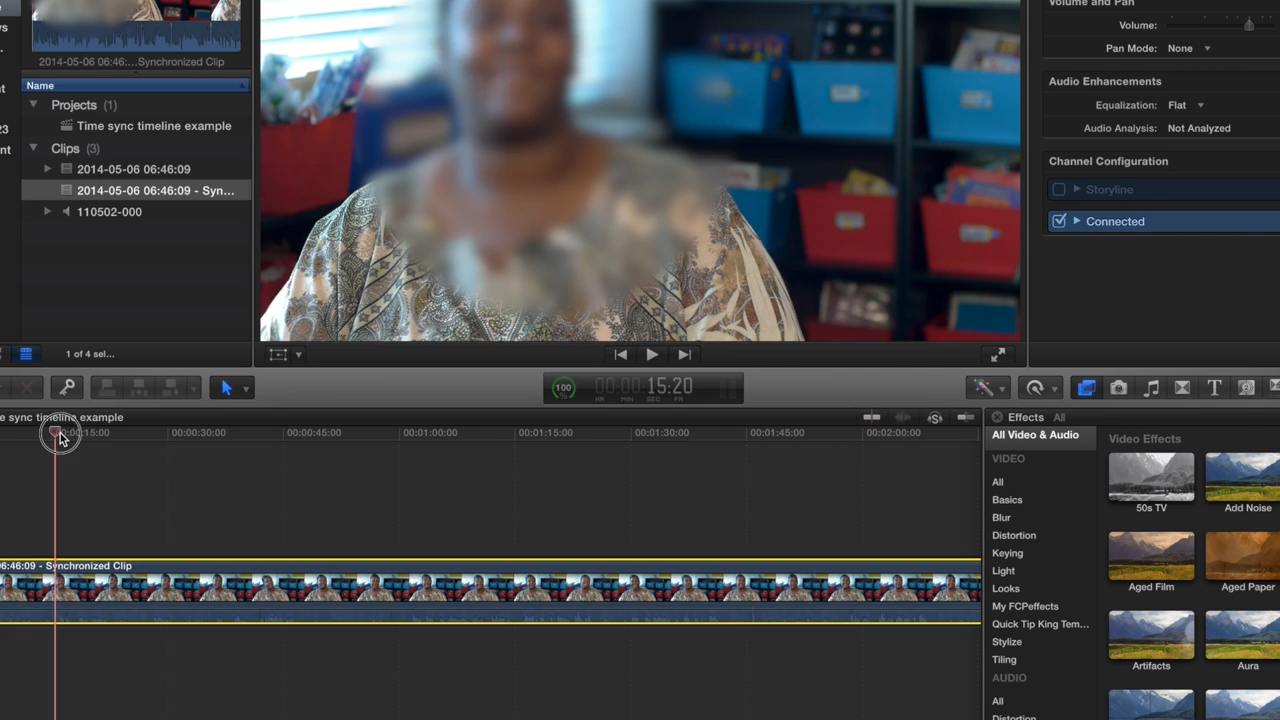 2014-05-06 06:46:...Synchronized Clip
Name
Projects (1)
Time sync timeline example
Clips (3)
2014-05-06 06:46:09
2014-05-06 06:46:09 - Syn...
110502-000
1 of 4 sel...
Volume and Pan
Volume:
Pan Mode: None
Audio Enhancements
Equalization: Flat
Audio Analysis: Not Analyzed
Channel Configuration
Storyline
Connected
100
%
00:00:15:20
HR MIN SEC FR
e sync timeline example
00:00:15:00
00:00:30:00
00:00:45:00
00:01:00:00
00:01:15:00
00:01:30:00
00:01:45:00
00:02:00:00
6:46:09 - Synchronized Clip
Effects All
All Video & Audio
VIDEO
All
Basics
Blur
Distortion
Keying
Light
Looks
My FCPeffects
Quick Tip King Tem...
Stylize
Tiling
AUDIO
All
Distortion
Video Effects
50s TV
Add Noise
Aged Film
Aged Paper
Artifacts
Aura